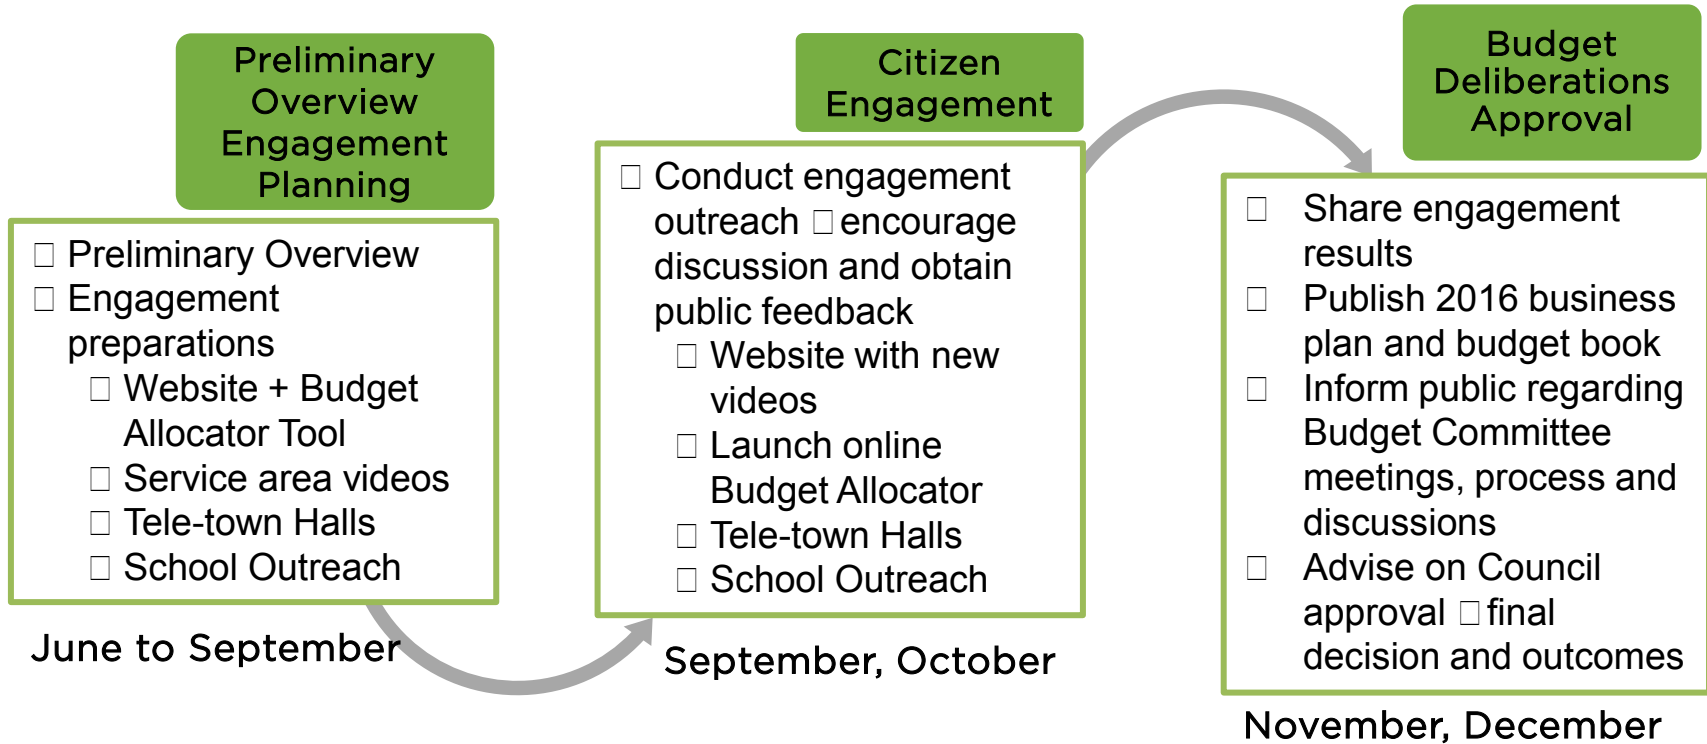 Preliminary
Overview
Engagement
Planning
□ Preliminary Overview
□ Engagement
preparations
□ Website + Budget
Allocator Tool
□ Service area videos
□ Tele-town Halls
□ School Outreach
June to September
Citizen
Engagement
□ Conduct engagement
outreach □ encourage
discussion and obtain
public feedback
□ Website with new
videos
□ Launch online
Budget Allocator
□ Tele-town Halls
□ School Outreach
September, October
Budget
Deliberations
Approval
□ Share engagement
results
□ Publish 2016 business
plan and budget book
□ Inform public regarding
Budget Committee
meetings, process and
discussions
□ Advise on Council
approval □ final
decision and outcomes
November, December